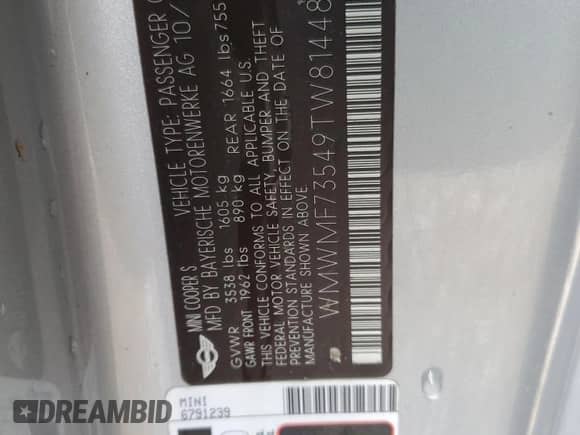 MINI COOPER S VEHICLE TYPE: PASSENGER
MFD BY BAYERISCHE MOTORENWERKE AG 10/
GVWR 3538 lbs 1605 kg REAR 1664 lbs 755
GAWR FRONT 1962 lbs 890 kg
THIS VEHICLE CONFORMS TO ALL APPLICABLE U.S.
FEDERAL MOTOR VEHICLE SAFETY, BUMPER AND THEFT
PREVENTION STANDARDS IN EFFECT ON THE DATE OF
MANUFACTURE SHOWN ABOVE.
WMWMF73549TW81448
MINI
6791239
DREAMBID